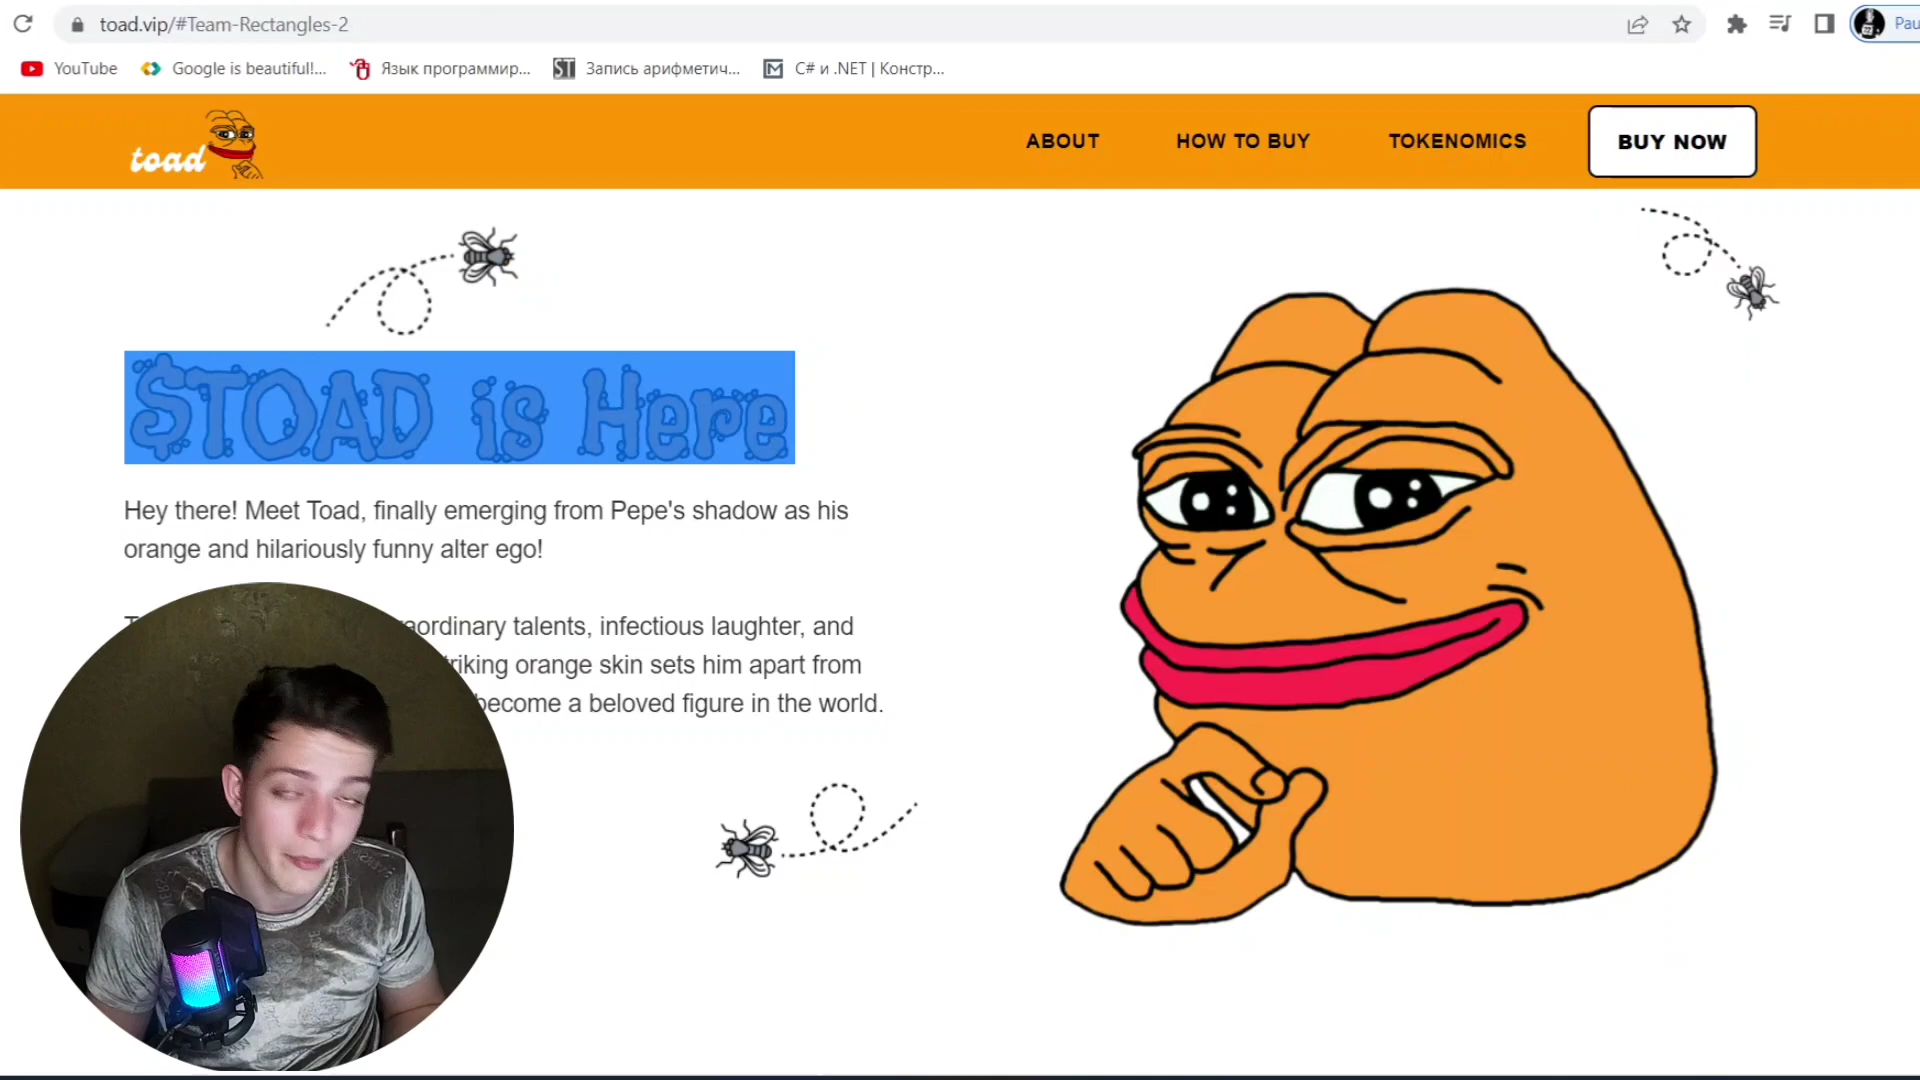 toad.vip/#Team-Rectangles-2
Pau
YouTube
Google is beautiful!...
Язык программир...
ST
Запись арифметич...
C# и .NET | Констр...
toad
ABOUT
HOW TO BUY
TOKENOMICS
BUY NOW
$TOAD is Here
Hey there! Meet Toad, finally emerging from Pepe's shadow as his
orange and hilariously funny alter ego!
talents, infectious laughter, and
orange skin sets him apart from
become a beloved figure in the world.